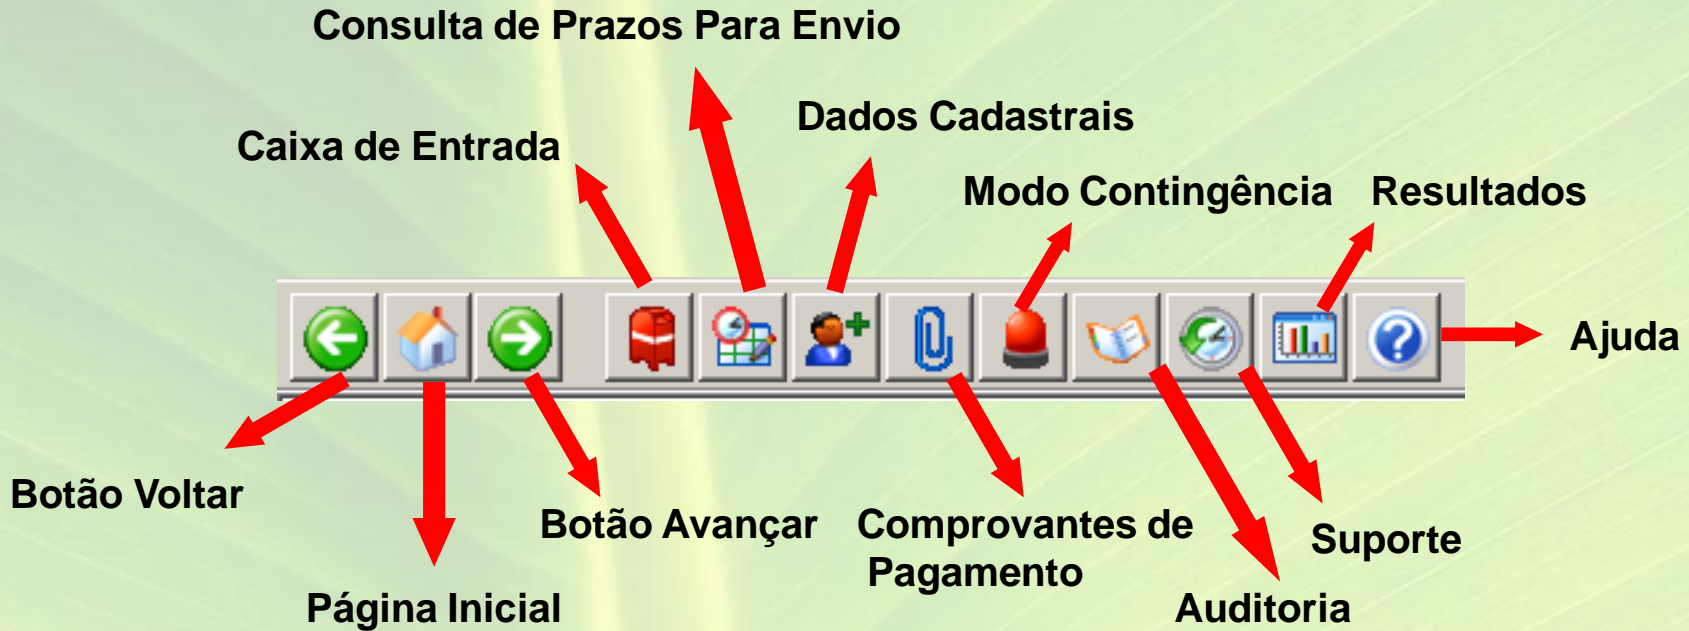 Consulta de Prazos Para Envio
Dados Cadastrais
Caixa de Entrada
Modo Contingência
Resultados
Ajuda
Botão Voltar
Botão Avançar
Comprovantes de
Pagamento
Suporte
Página Inicial
Auditoria